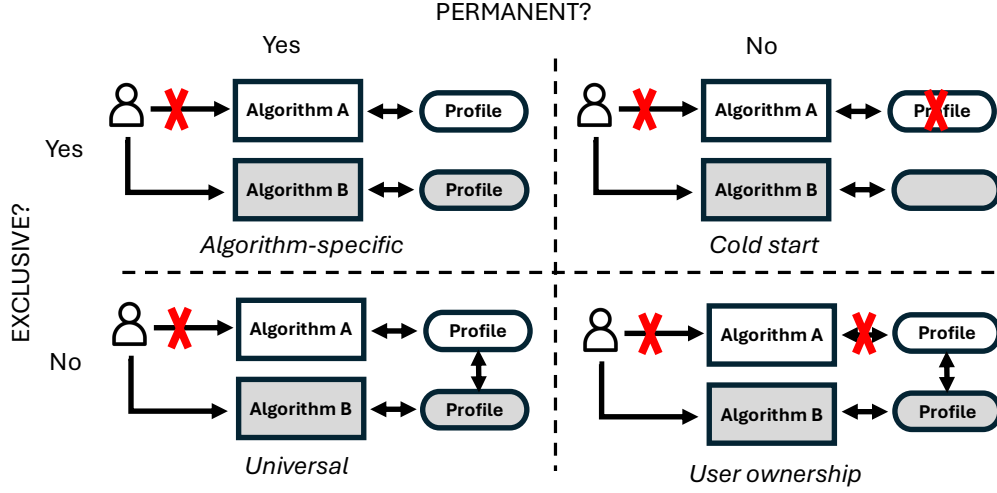 PERMANENT?
Yes
No
EXCLUSIVE?
Yes
Algorithm A
Profile
Algorithm B
Profile
Algorithm-specific
Algorithm A
Profile
Algorithm B
Cold start
No
Algorithm A
Profile
Algorithm B
Profile
Universal
Algorithm A
Profile
Algorithm B
Profile
User ownership